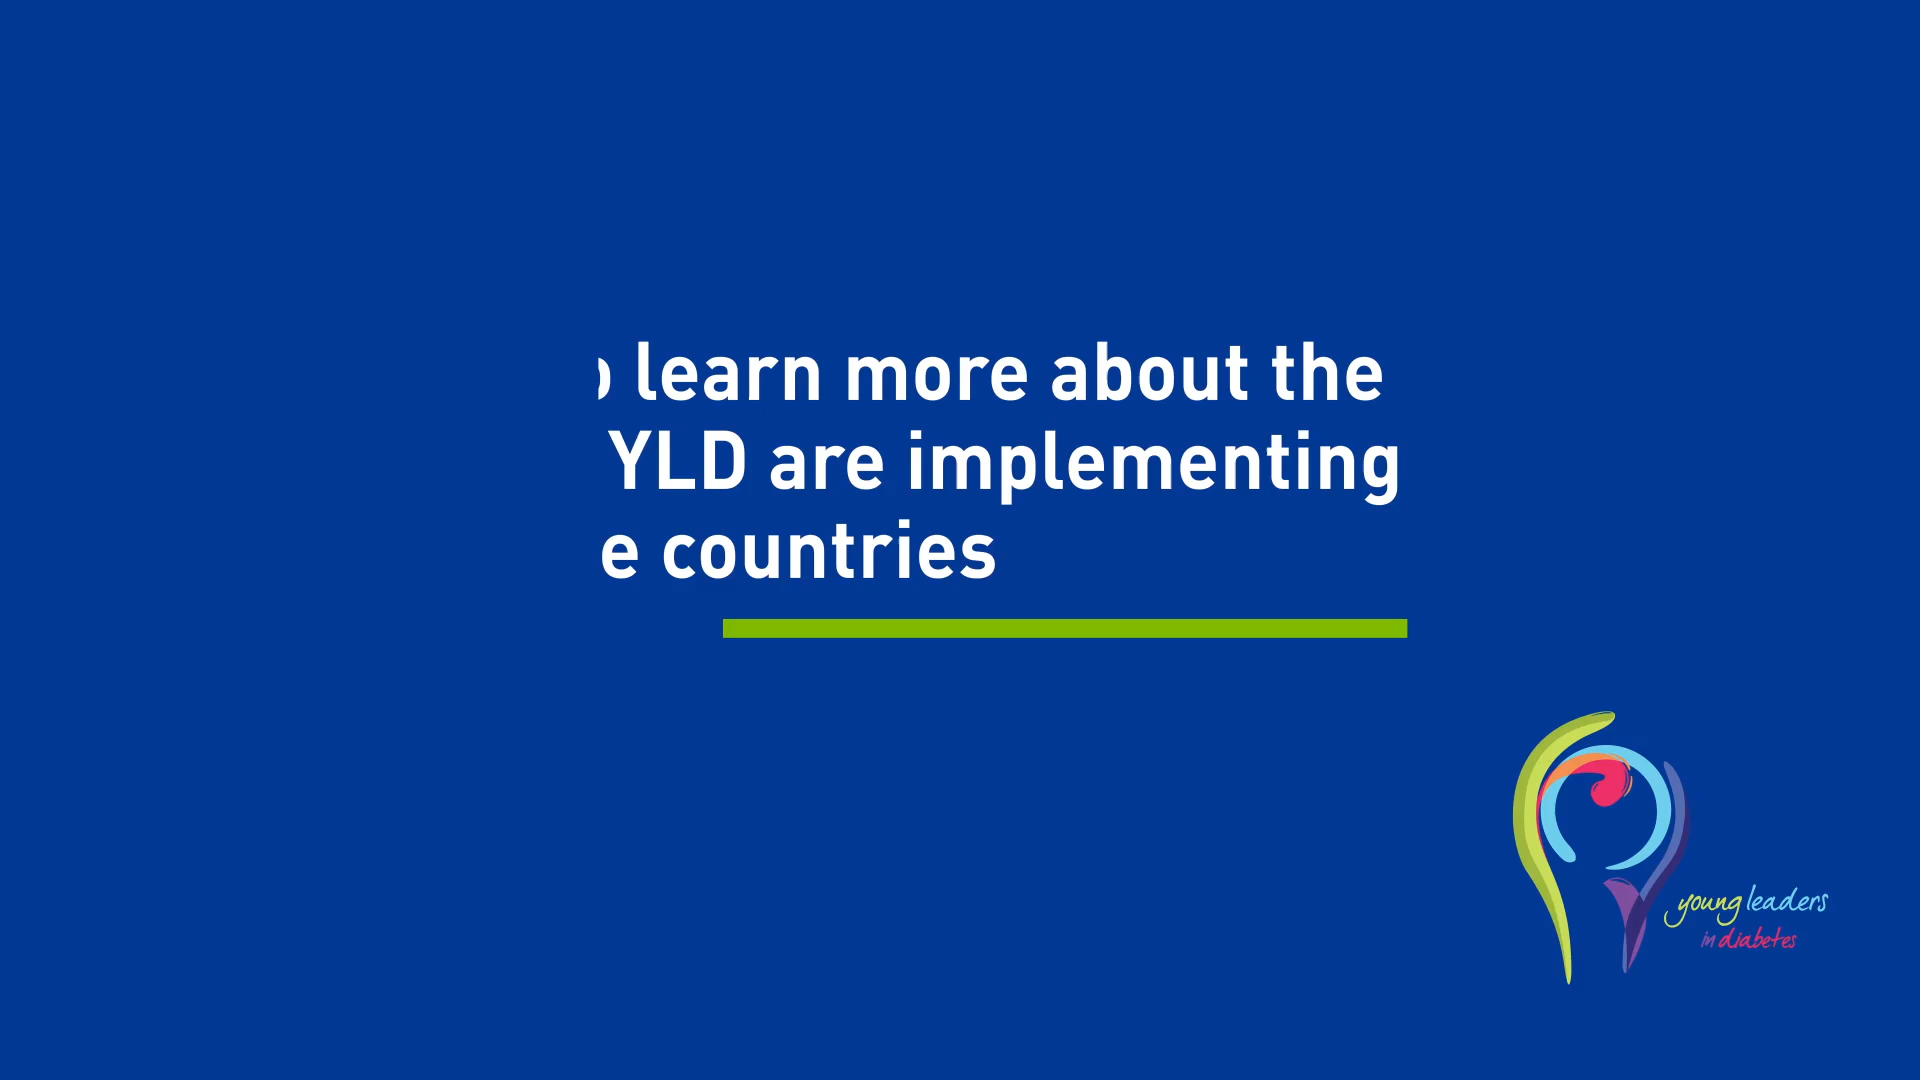 learn more about the
YLD are implementing
e countries
young leaders
in diabetes